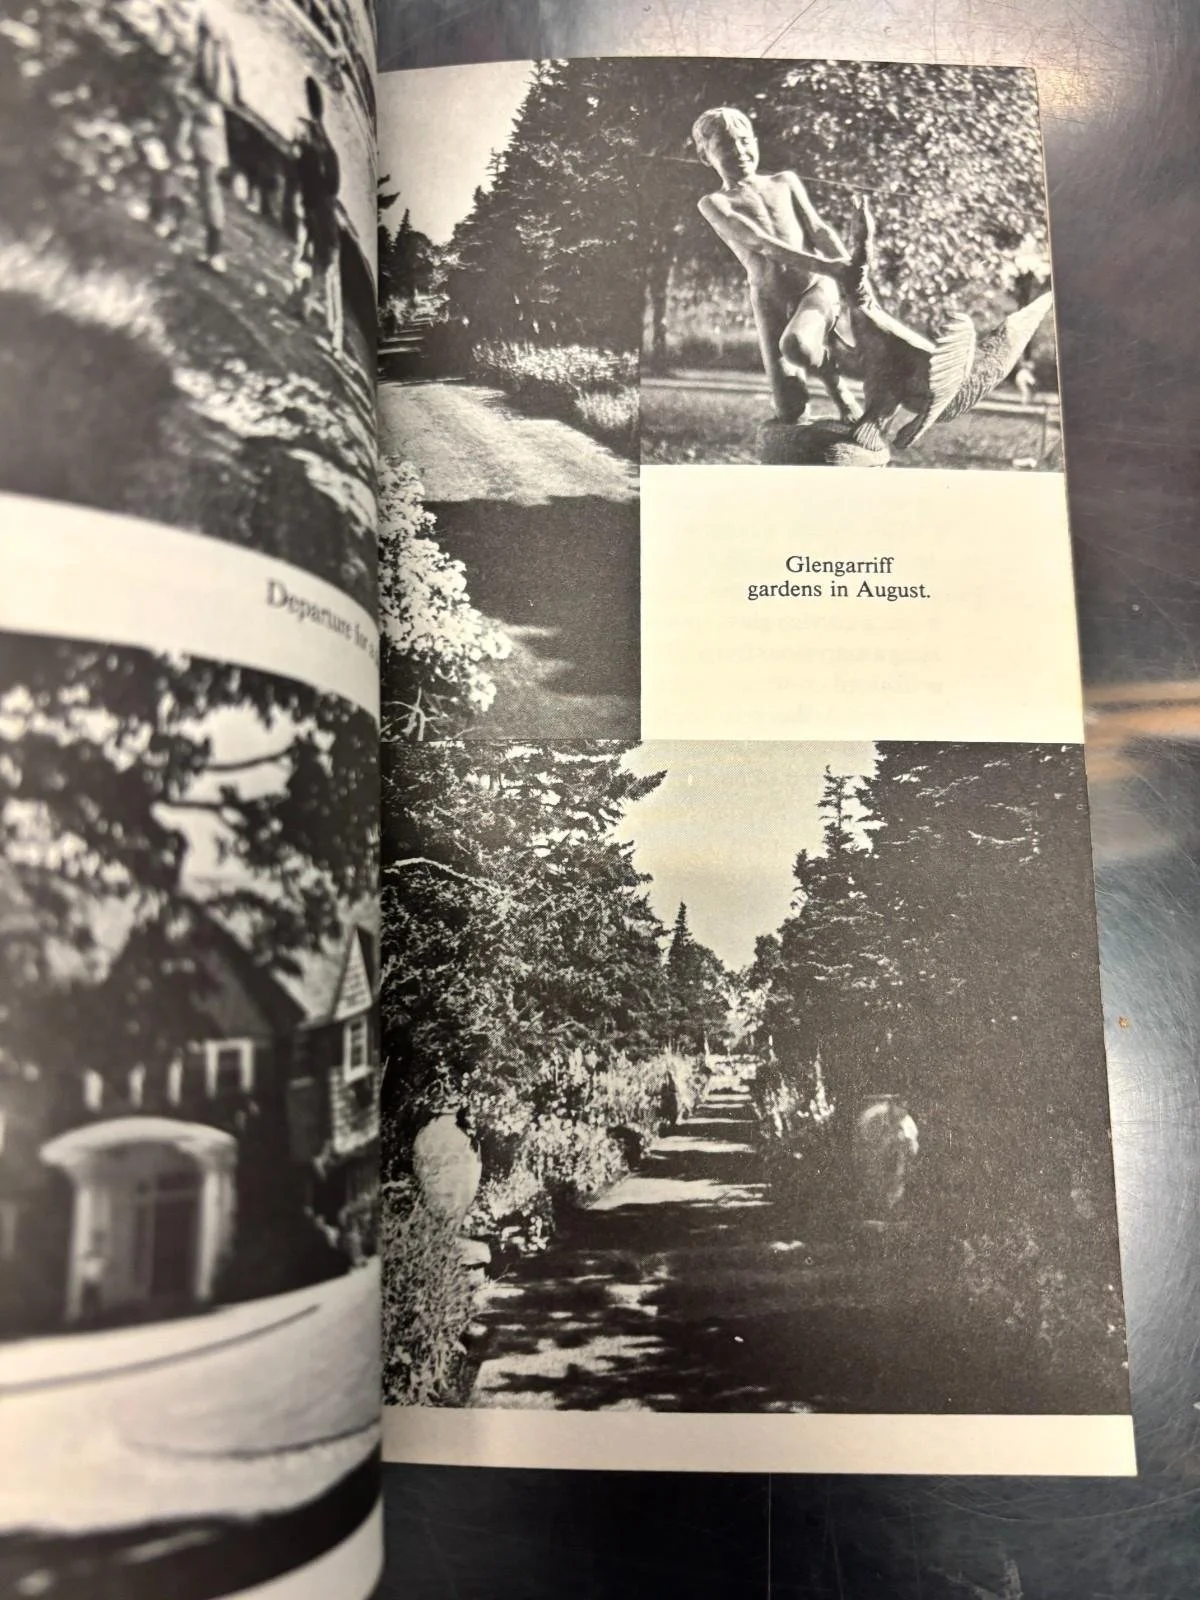 Departure for a
Glengarriff
gardens in August.